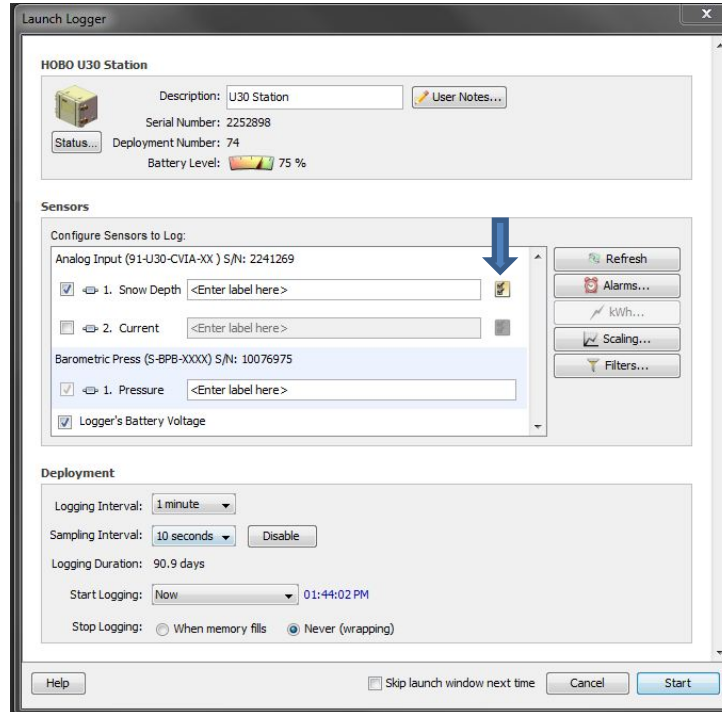 Launch Logger
x
HOBO U30 Station
Description: U30 Station User Notes...
Serial Number: 2252898
Status... Deployment Number: 74
Battery Level: 75 %
Sensors
Configure Sensors to Log:
Analog Input (91-U30-CVIA-XX ) S/N: 2241269
Refresh
1. Snow Depth <Enter label here>
Alarms...
kWh...
2. Current <Enter label here>
Scaling...
Barometric Press (S-BPB-XXXX) S/N: 10076975
Filters...
1. Pressure <Enter label here>
Logger's Battery Voltage
Deployment
Logging Interval: 1 minute
Sampling Interval: 10 seconds Disable
Logging Duration: 90.9 days
Start Logging: Now 01:44:02 PM
Stop Logging: When memory fills Never (wrapping)
Help Skip launch window next time Cancel Start